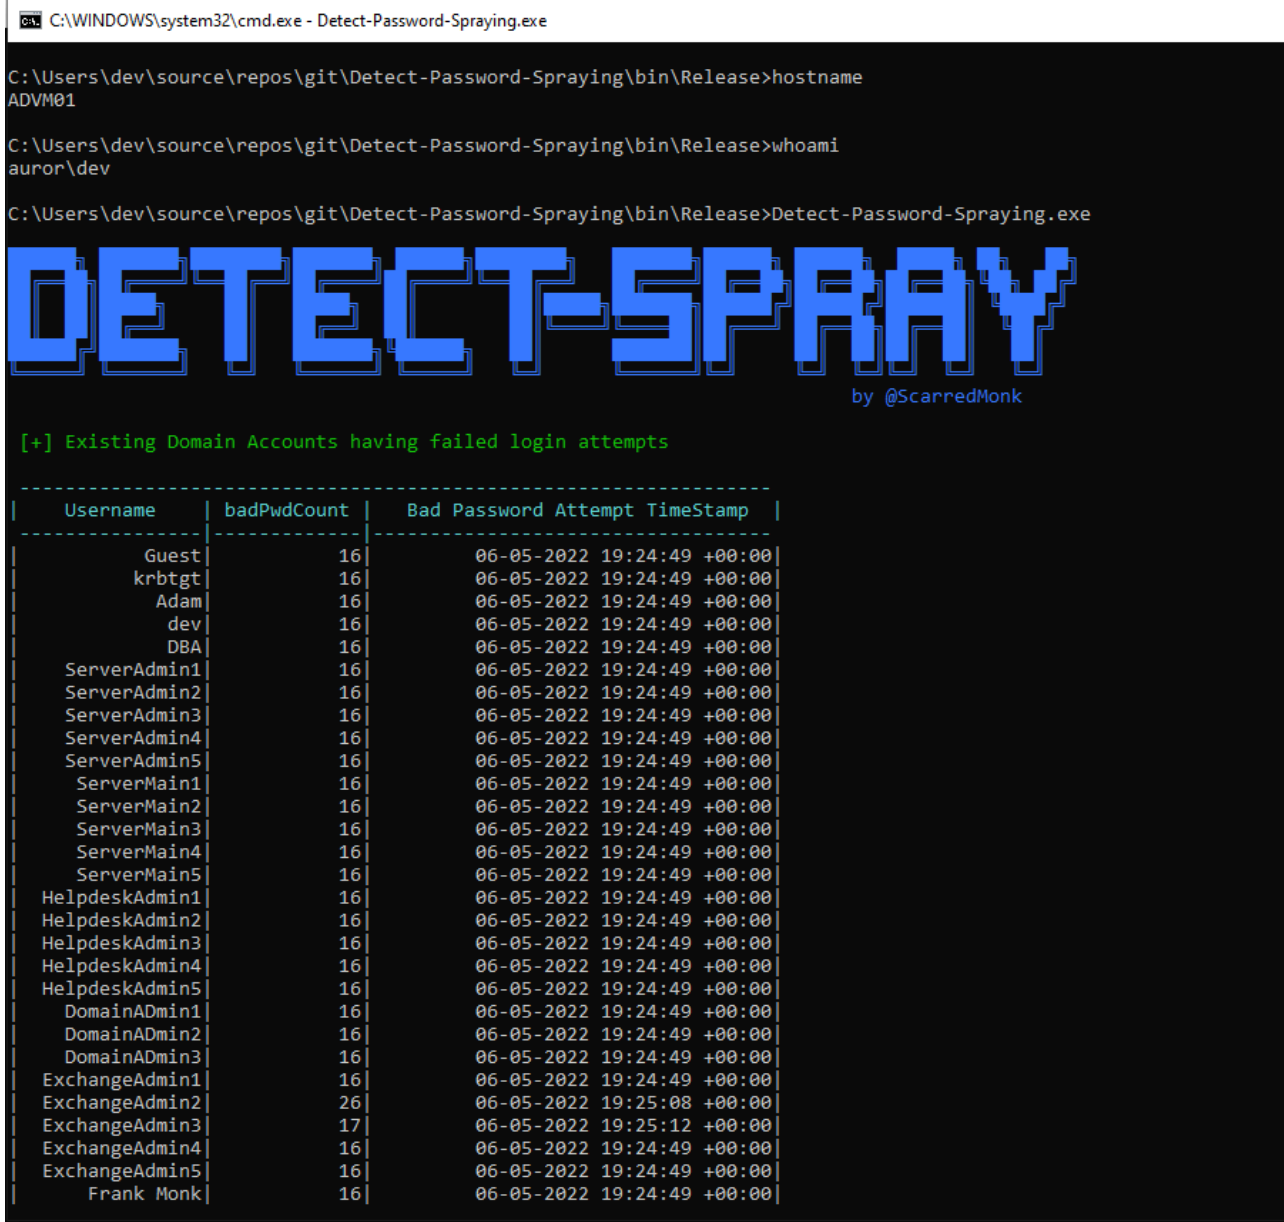 C:\WINDOWS\system32\cmd.exe - Detect-Password-Spraying.exe
C:\Users\dev\source\repos\git\Detect-Password-Spraying\bin\Release>hostname
ADVM01
C:\Users\dev\source\repos\git\Detect-Password-Spraying\bin\Release>whoami
auror\dev
C:\Users\dev\source\repos\git\Detect-Password-Spraying\bin\Release>Detect-Password-Spraying.exe
DETECT-SPRAY
by @ScarredMonk
[+] Existing Domain Accounts having failed login attempts
| Username | badPwdCount | Bad Password Attempt TimeStamp |
| Guest| 16| 06-05-2022 19:24:49 +00:00|
| krbtgt| 16| 06-05-2022 19:24:49 +00:00|
| Adam| 16| 06-05-2022 19:24:49 +00:00|
| dev| 16| 06-05-2022 19:24:49 +00:00|
| DBA| 16| 06-05-2022 19:24:49 +00:00|
| ServerAdmin1| 16| 06-05-2022 19:24:49 +00:00|
| ServerAdmin2| 16| 06-05-2022 19:24:49 +00:00|
| ServerAdmin3| 16| 06-05-2022 19:24:49 +00:00|
| ServerAdmin4| 16| 06-05-2022 19:24:49 +00:00|
| ServerAdmin5| 16| 06-05-2022 19:24:49 +00:00|
| ServerMain1| 16| 06-05-2022 19:24:49 +00:00|
| ServerMain2| 16| 06-05-2022 19:24:49 +00:00|
| ServerMain3| 16| 06-05-2022 19:24:49 +00:00|
| ServerMain4| 16| 06-05-2022 19:24:49 +00:00|
| ServerMain5| 16| 06-05-2022 19:24:49 +00:00|
| HelpdeskAdmin1| 16| 06-05-2022 19:24:49 +00:00|
| HelpdeskAdmin2| 16| 06-05-2022 19:24:49 +00:00|
| HelpdeskAdmin3| 16| 06-05-2022 19:24:49 +00:00|
| HelpdeskAdmin4| 16| 06-05-2022 19:24:49 +00:00|
| HelpdeskAdmin5| 16| 06-05-2022 19:24:49 +00:00|
| DomainADmin1| 16| 06-05-2022 19:24:49 +00:00|
| DomainADmin2| 16| 06-05-2022 19:24:49 +00:00|
| DomainADmin3| 16| 06-05-2022 19:24:49 +00:00|
| ExchangeAdmin1| 16| 06-05-2022 19:24:49 +00:00|
| ExchangeAdmin2| 26| 06-05-2022 19:25:08 +00:00|
| ExchangeAdmin3| 17| 06-05-2022 19:25:12 +00:00|
| ExchangeAdmin4| 16| 06-05-2022 19:24:49 +00:00|
| ExchangeAdmin5| 16| 06-05-2022 19:24:49 +00:00|
| Frank Monk| 16| 06-05-2022 19:24:49 +00:00|